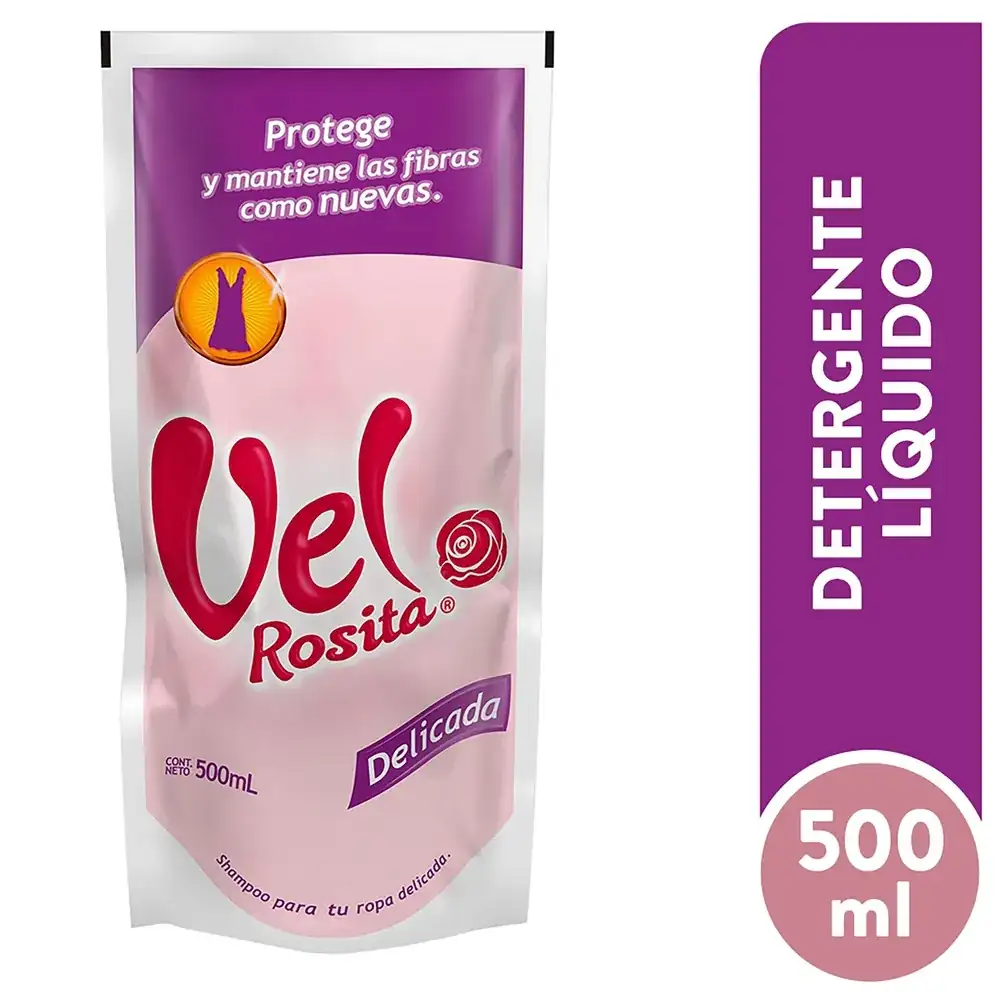 Protege
y mantiene las fibras
como nuevas.
Vel
Rosita®
Delicada
CONT.
NETO 500mL
Shampoo para tu ropa delicada.
DETERGENTE
LÍQUIDO
500
ml